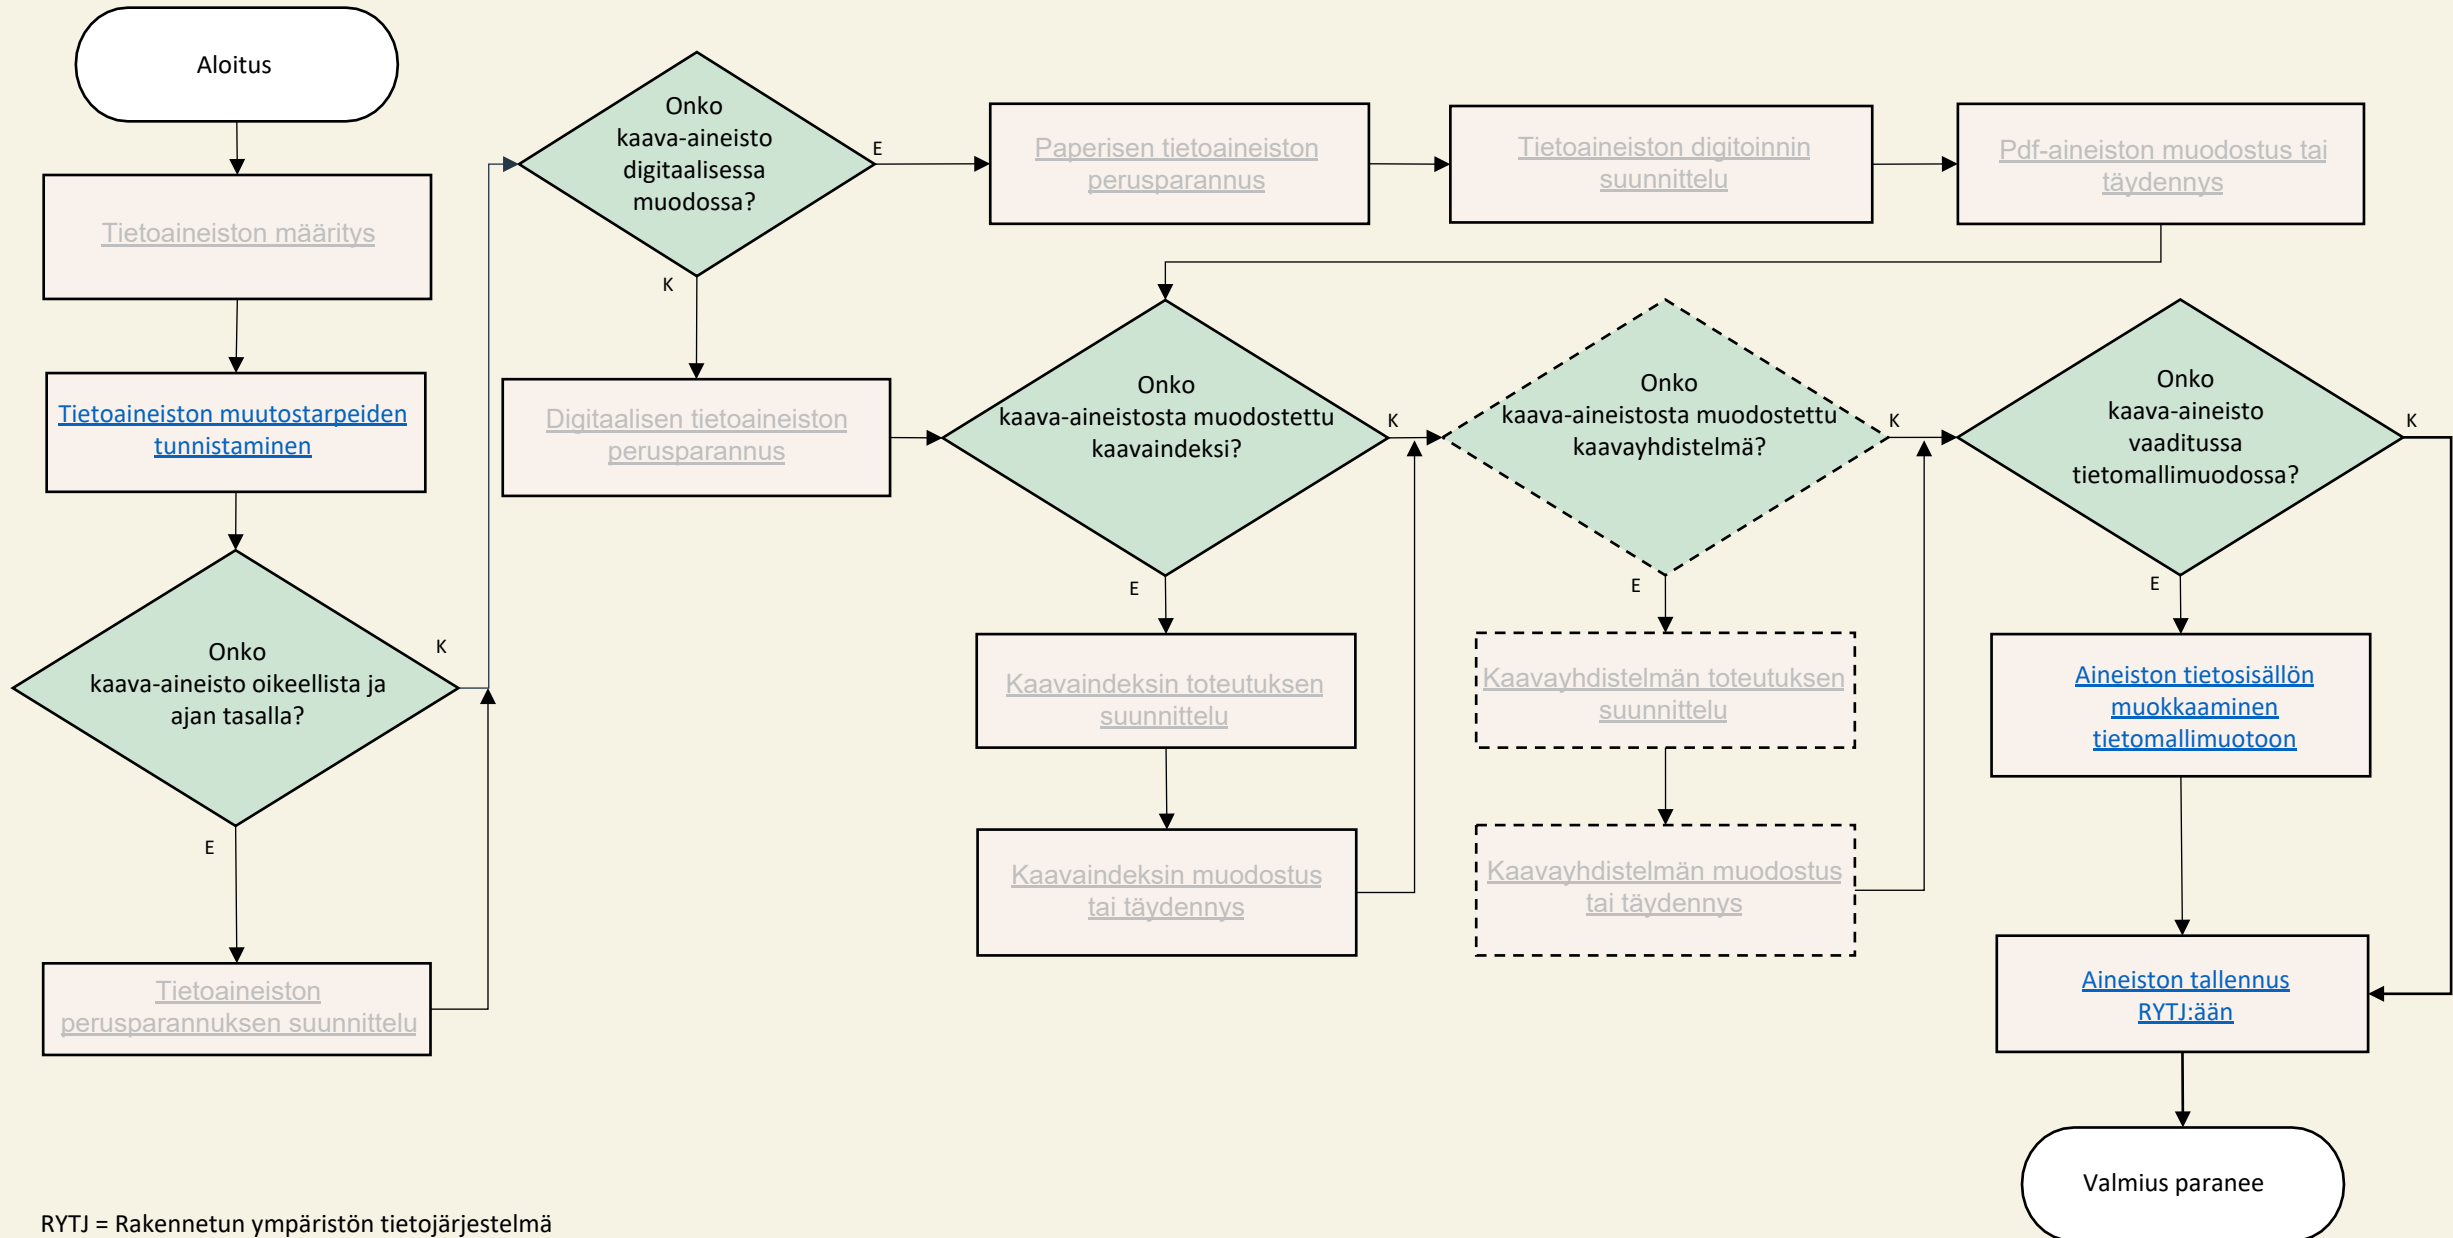 Aloitus
Tietoaineiston määritys
Tietoaineiston muutostarpeiden
tunnistaminen
Onko
kaava-aineisto oikeellista ja
ajan tasalla?
K
E
Tietoaineiston
perusparannuksen suunnittelu
Onko
kaava-aineisto
digitaalisessa
muodossa?
E
K
Paperisen tietoaineiston
perusparannus
Tietoaineiston digitoinnin
suunnittelu
Pdf-aineiston muodostus tai
täydennys
Digitaalisen tietoaineiston
perusparannus
Onko
kaava-aineistosta muodostettu
kaavaindeksi?
K
E
Kaavaindeksin toteutuksen
suunnittelu
Kaavaindeksin muodostus
tai täydennys
Onko
kaava-aineistosta muodostettu
kaavayhdistelmä?
K
E
Kaavayhdistelmän toteutuksen
suunnittelu
Kaavayhdistelmän muodostus
tai täydennys
Onko
kaava-aineisto
vaaditussa
tietomallimuodossa?
K
E
Aineiston tietosisällön
muokkaaminen
tietomallimuotoon
Aineiston tallennus
RYTJ:ään
Valmius paranee
RYTJ = Rakennetun ympäristön tietojärjestelmä